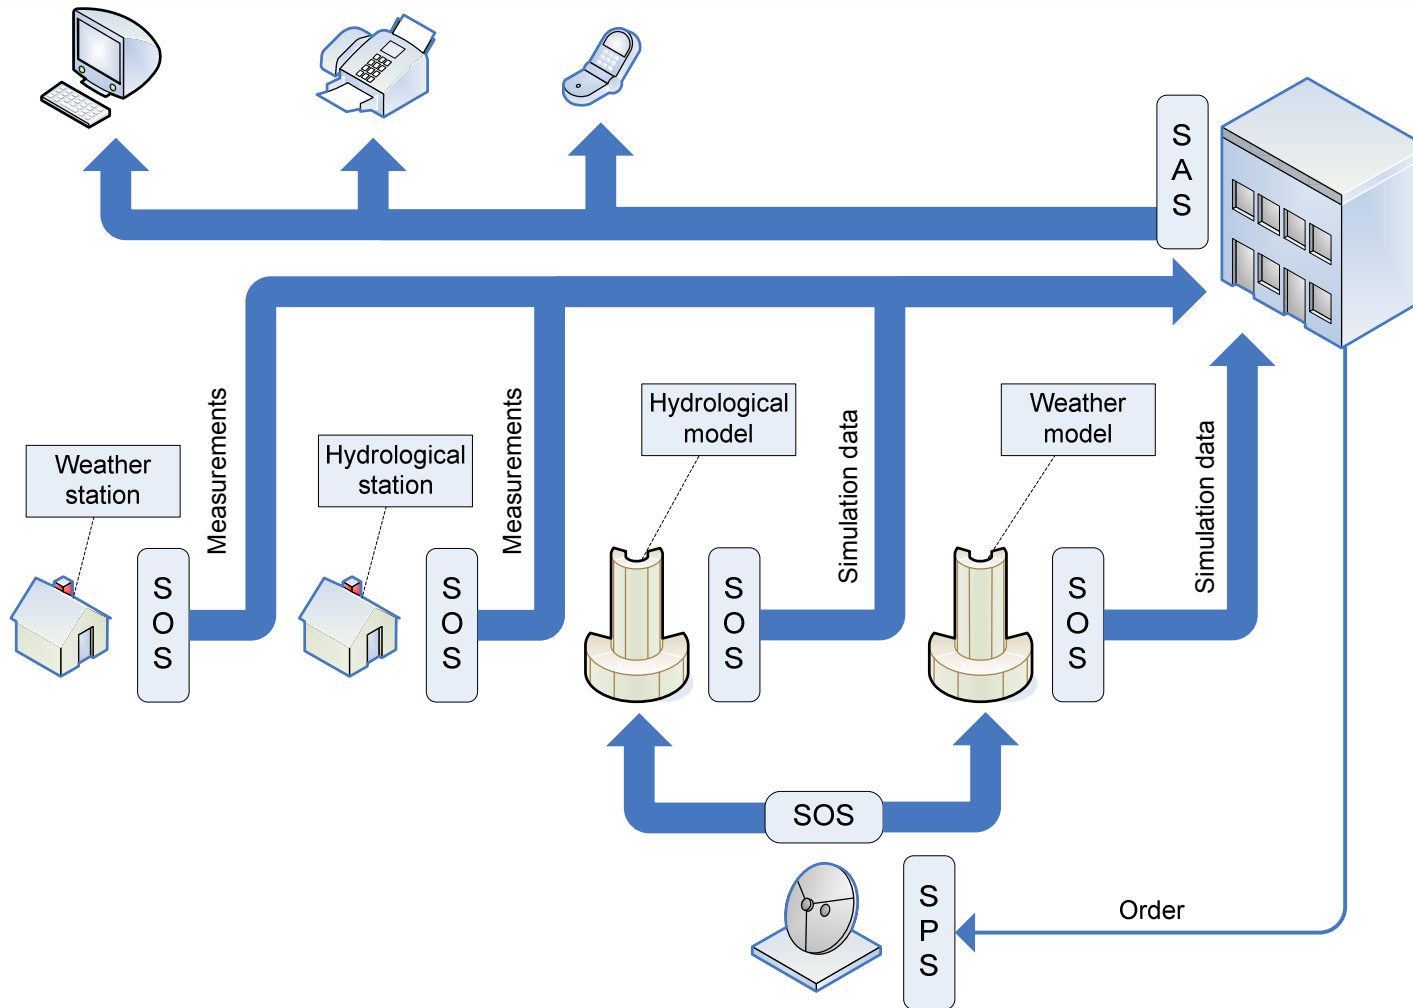 S
A
S
Measurements
Measurements
Hydrological
model
Simulation data
Weather
model
Simulation data
Weather
station
Hydrological
station
S
O
S
S
O
S
S
O
S
S
O
S
SOS
S
P
S
Order